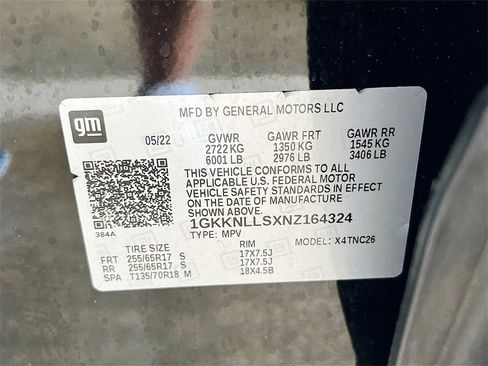 gm
MFD BY GENERAL MOTORS LLC
05/22 GVWR GAWR FRT GAWR RR
2722 KG 1350 KG 1545 KG
6001 LB 2976 LB 3406 LB
THIS VEHICLE CONFORMS TO ALL
APPLICABLE U.S. FEDERAL MOTOR
VEHICLE SAFETY STANDARDS IN EFFECT
ON THE DATE OF MANUFACTURE
SHOWN ABOVE.
1GKKNLLSXNZ164324
384A TYPE: MPV MODEL: X4TNC26
TIRE SIZE RIM
FRT 255/65R17 S 17X7.5J
RR 255/65R17 S 17X7.5J
SPA T135/70R18 M 18X4.5B